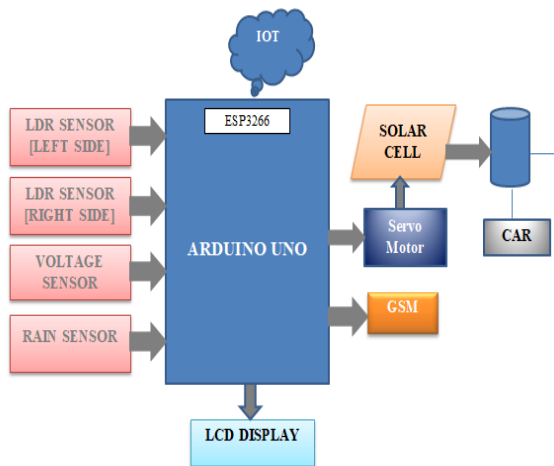 IOT
ESP3266
LDR SENSOR
[LEFT SIDE]
LDR SENSOR
[RIGHT SIDE]
VOLTAGE
SENSOR
RAIN SENSOR
ARDUINO UNO
SOLAR
CELL
Servo
Motor
CAR
GSM
LCD DISPLAY